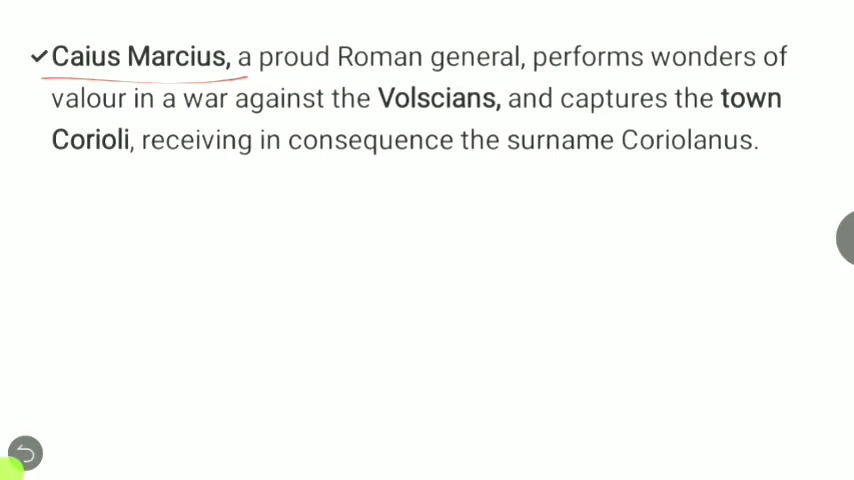 ✓Caius Marcius, a proud Roman general, performs wonders of
valour in a war against the Volscians, and captures the town
Corioli, receiving in consequence the surname Coriolanus.